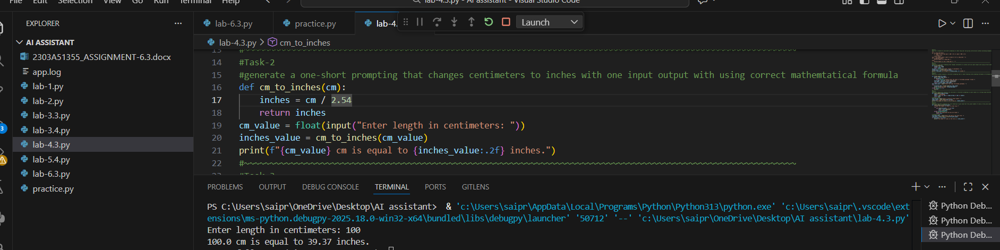 File Edit Selection View Go Run Terminal Help
lab-4.3.py - AI assistant - Visual Studio Code
EXPLORER
AI ASSISTANT
2303A51355_ASSIGNMENT-6.3.docx
app.log
lab-1.py
lab-2.py
lab-3.3.py
lab-3.4.py
lab-4.3.py
lab-5.4.py
lab-6.3.py
practice.py
3
lab-6.3.py
practice.py
lab-4.
Launch
lab-4.3.py > cm_to_inches
13 #~~~~~~~~~~~~~~~~~~~~~~~~~~~~~~~~~~~~~~~~~~~~~~~~~~~~~~~~~~~~~~~~~~~~~~~~~~~~~~~~~~~~~~~~~~~~~~~
14 #Task-2
15 #generate a one-short prompting that changes centimeters to inches with one input output with using correct mathemtatical formula
16 def cm_to_inches(cm):
17 inches = cm / 2.54
18 return inches
19 cm_value = float(input("Enter length in centimeters: "))
20 inches_value = cm_to_inches(cm_value)
21 print(f"{cm_value} cm is equal to {inches_value:.2f} inches.")
22 #~~~~~~~~~~~~~~~~~~~~~~~~~~~~~~~~~~~~~~~~~~~~~~~~~~~~~~~~~~~~~~~~~~~~~~~~~~~~~~~~~~~~~~~~~~~~~~~
23 #Task-3
PROBLEMS OUTPUT DEBUG CONSOLE TERMINAL PORTS GITLENS
PS C:\Users\saipr\OneDrive\Desktop\AI assistant> & 'c:\Users\saipr\AppData\Local\Programs\Python\Python313\python.exe' 'c:\Users\saipr\.vscode\ext
ensions\ms-python.debugpy-2025.18.0-win32-x64\bundled\libs\debugpy\launcher' '50712' '--' 'c:\Users\saipr\OneDrive\Desktop\AI assistant\lab-4.3.py'
Enter length in centimeters: 100
100.0 cm is equal to 39.37 inches.
Python Deb...
Python Deb...
Python Deb...